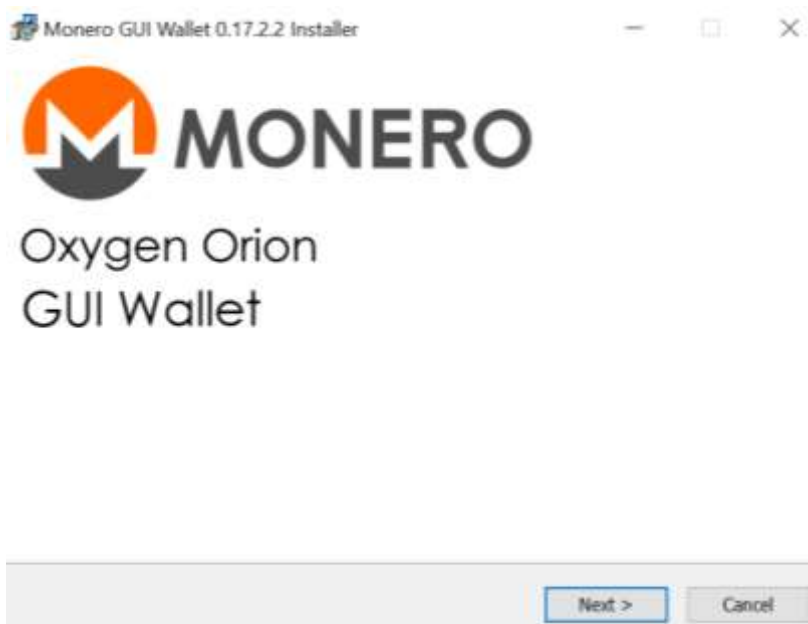 Monero GUI Wallet 0.17.2.2 Installer
MONERO
Oxygen Orion
GUI Wallet
Next >
Cancel